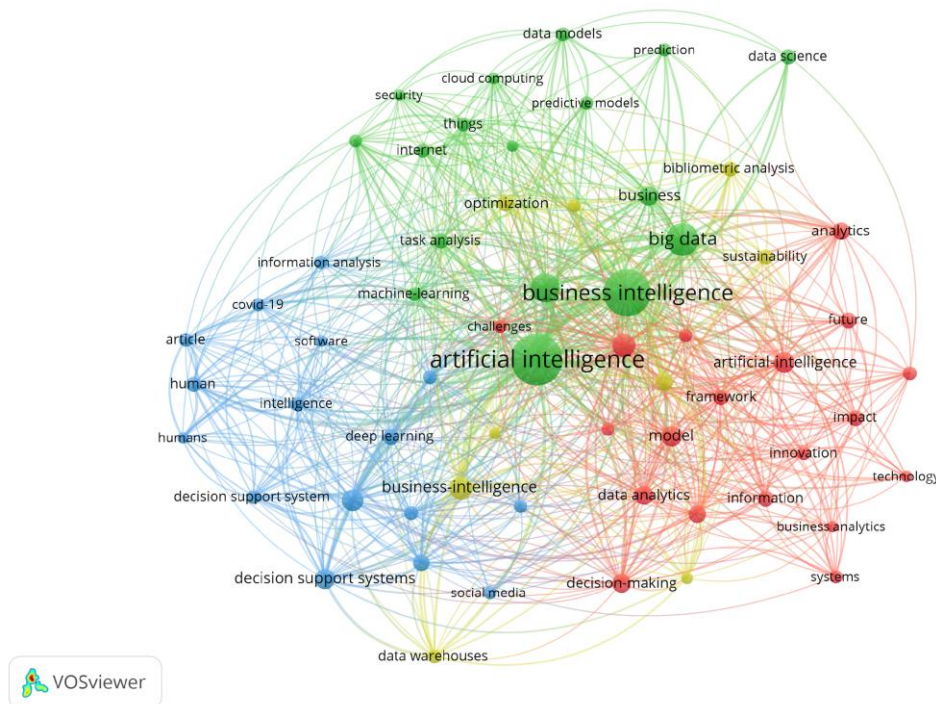 data models
prediction
data science
cloud computing
security
predictive models
things
internet
bibliometric analysis
business
optimization
analytics
big data
task analysis
sustainability
information analysis
machine-learning
business intelligence
covid-19
challenges
future
article
software
artificial intelligence
artificial-intelligence
human
framework
intelligence
impact
humans
deep learning
model
innovation
technology
business-intelligence
decision support system
data analytics
information
business analytics
decision support systems
decision-making
systems
social media
data warehouses
VOSviewer